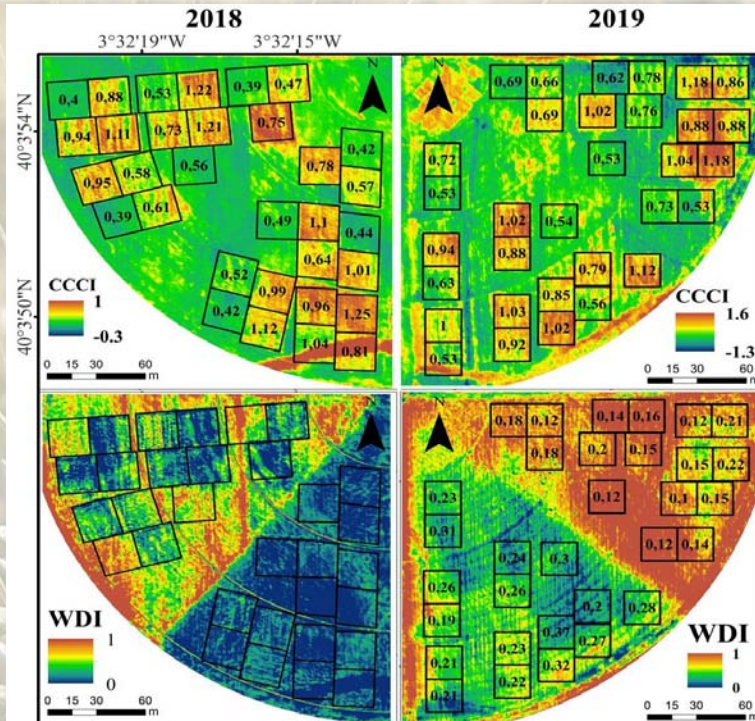 2018 2019
3°32'19"W 3°32'15"W
40°3'54"N
40°3'50"N
N
0,4 0,88 0,53 1,22 0,39 0,47
0,94 1,11 0,73 1,21 0,75
0,95 0,58 0,56 0,78 0,42
0,57
0,39 0,61 0,49 1,1 0,44
0,64 1,01
0,52 0,99 0,96 1,25
0,42 1,12 1,04 0,81
CCCI
1
-0.3
0 15 30 60
m
N
0,69 0,66 0,62 0,78 1,18 0,86
0,69 1,02 0,76 0,88 0,88
0,72 0,53 1,04 1,18
0,53 0,73 0,53
1,02 0,54
0,94 0,88
0,63 0,79 1,12
0,85 0,56
1 1,03 1,02
0,53 0,92
CCCI
1.6
-1.3
0 15 30 60
m
N
WDI
1
0
0 15 30 60
m
N
0,18 0,12 0,14 0,16 0,12 0,21
0,18 0,2 0,15 0,15 0,22
0,23 0,12 0,1 0,15
0,31 0,12 0,14
0,24 0,3
0,26 0,26
0,19 0,2 0,28
0,37 0,27
0,21 0,23 0,32
0,21 0,22
WDI
1
0
0 15 30 60
m